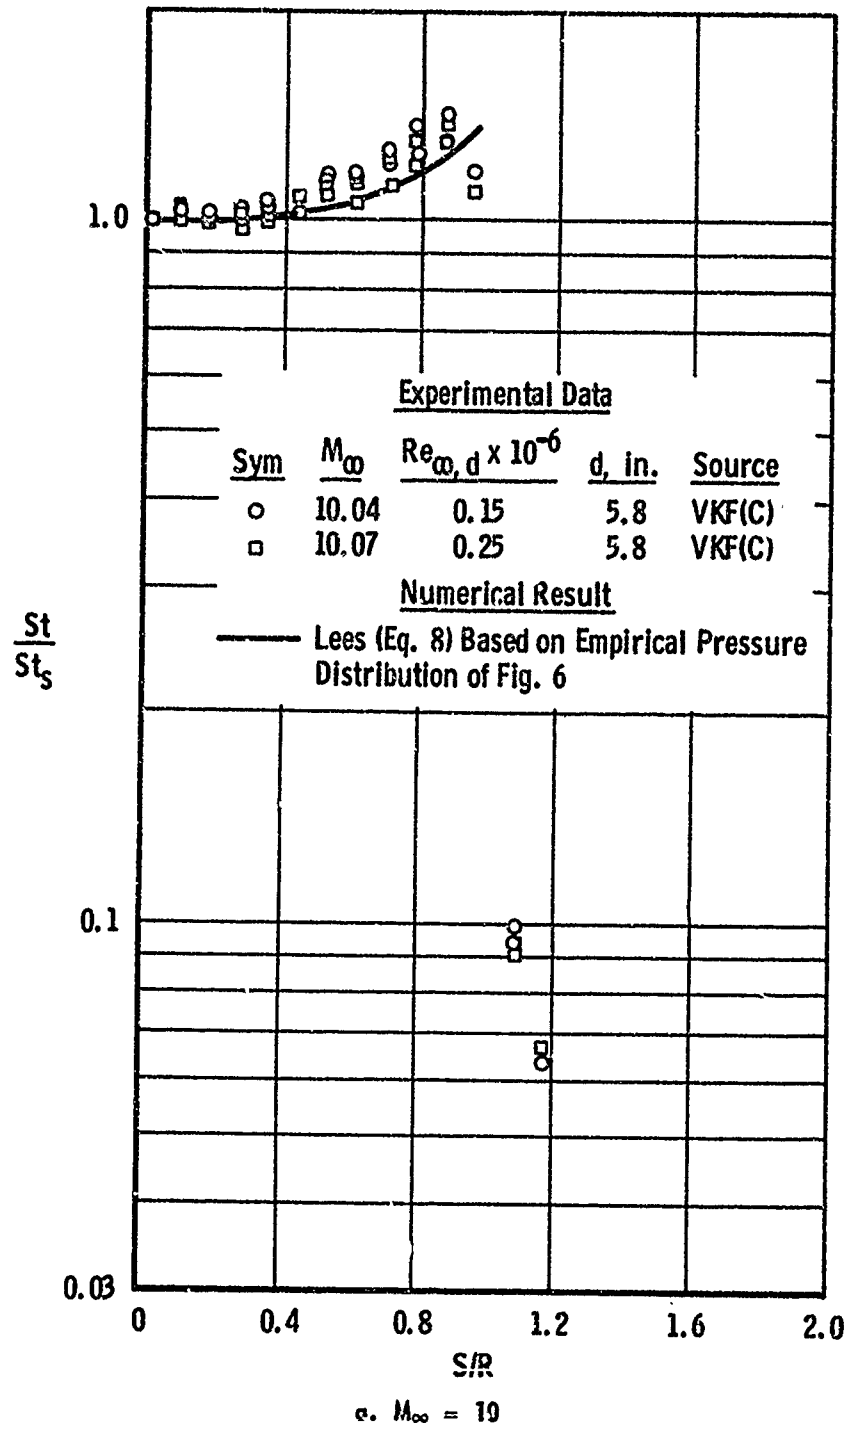 1.0
Experimental Data
Sym M∞ Re∞, d x 10⁻⁶ d, in. Source
○ 10.04 0.15 5.8 VKF(C)
□ 10.07 0.25 5.8 VKF(C)
Numerical Result
Lees (Eq. 8) Based on Empirical Pressure
Distribution of Fig. 6
St
Sts
0.1
0.03
0 0.4 0.8 1.2 1.6 2.0
S/R
M∞ = 10